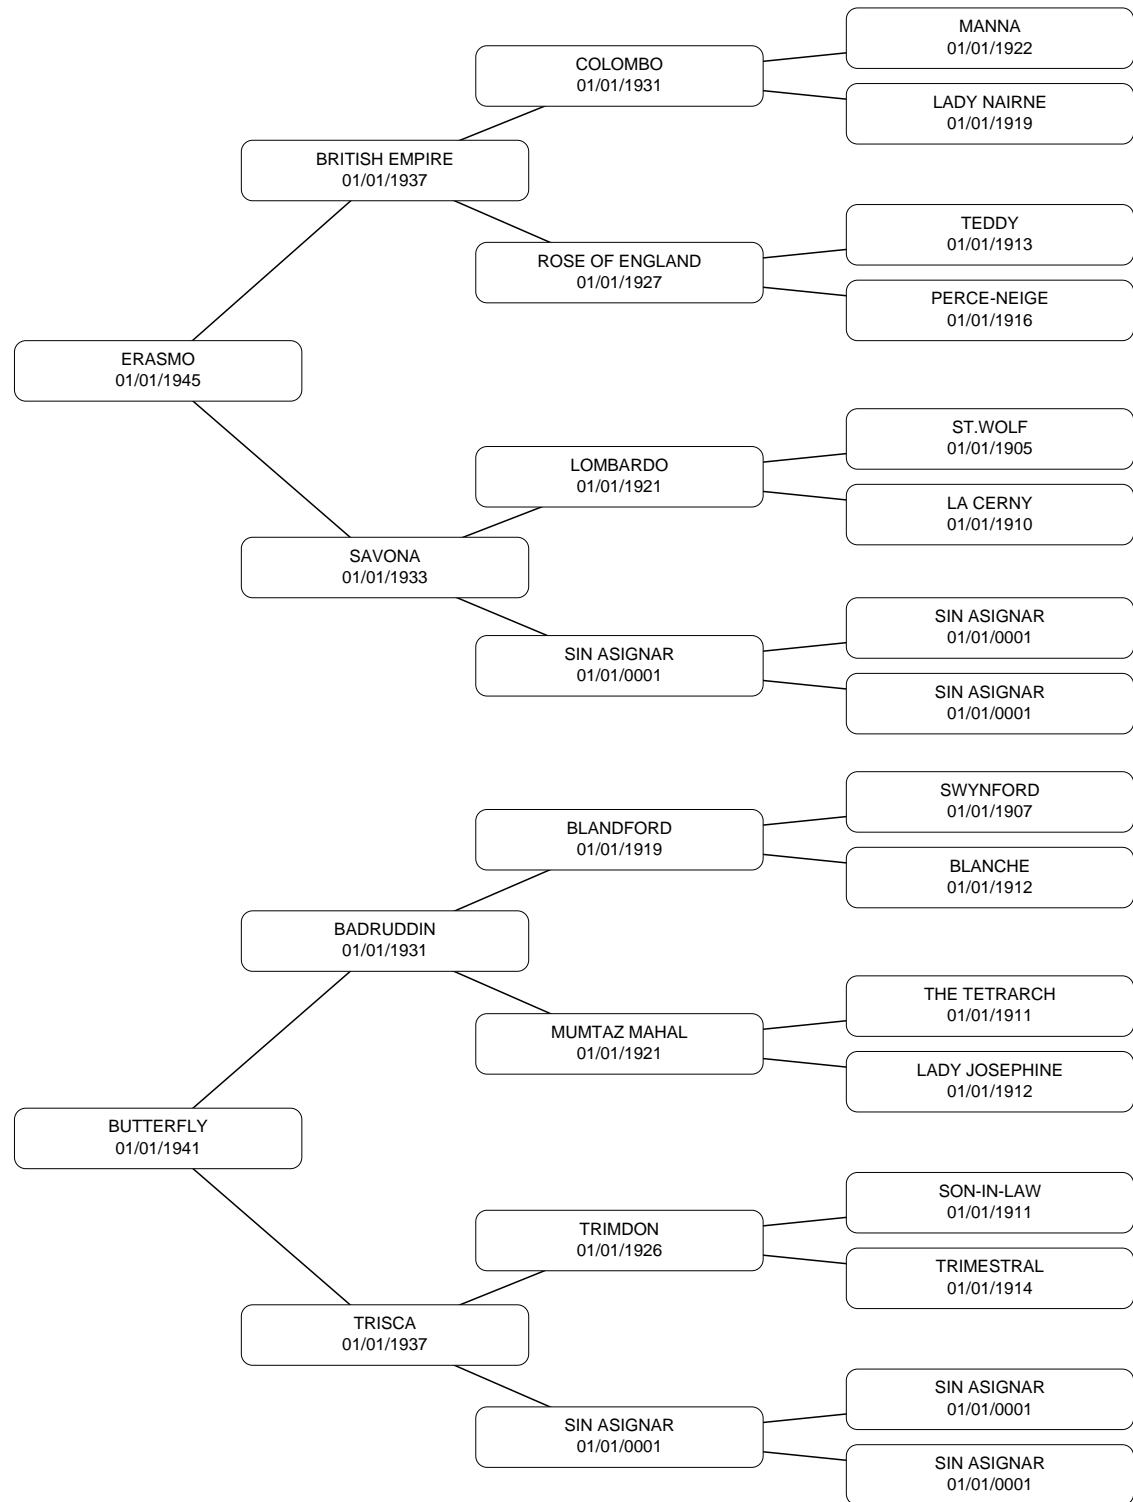 MANNA
01/01/1922
COLOMBO
01/01/1931
LADY NAIRNE
01/01/1919
BRITISH EMPIRE
01/01/1937
TEDDY
01/01/1913
ROSE OF ENGLAND
01/01/1927
PERCE-NEIGE
01/01/1916
ERASMO
01/01/1945
ST.WOLF
01/01/1905
LOMBARDO
01/01/1921
LA CERNY
01/01/1910
SAVONA
01/01/1933
SIN ASIGNAR
01/01/0001
SIN ASIGNAR
01/01/0001
SIN ASIGNAR
01/01/0001
SWYNFORD
01/01/1907
BLANDFORD
01/01/1919
BLANCHE
01/01/1912
BADRUDDIN
01/01/1931
THE TETRARCH
01/01/1911
MUMTAZ MAHAL
01/01/1921
LADY JOSEPHINE
01/01/1912
BUTTERFLY
01/01/1941
SON-IN-LAW
01/01/1911
TRIMDON
01/01/1926
TRIMESTRAL
01/01/1914
TRISCA
01/01/1937
SIN ASIGNAR
01/01/0001
SIN ASIGNAR
01/01/0001
SIN ASIGNAR
01/01/0001